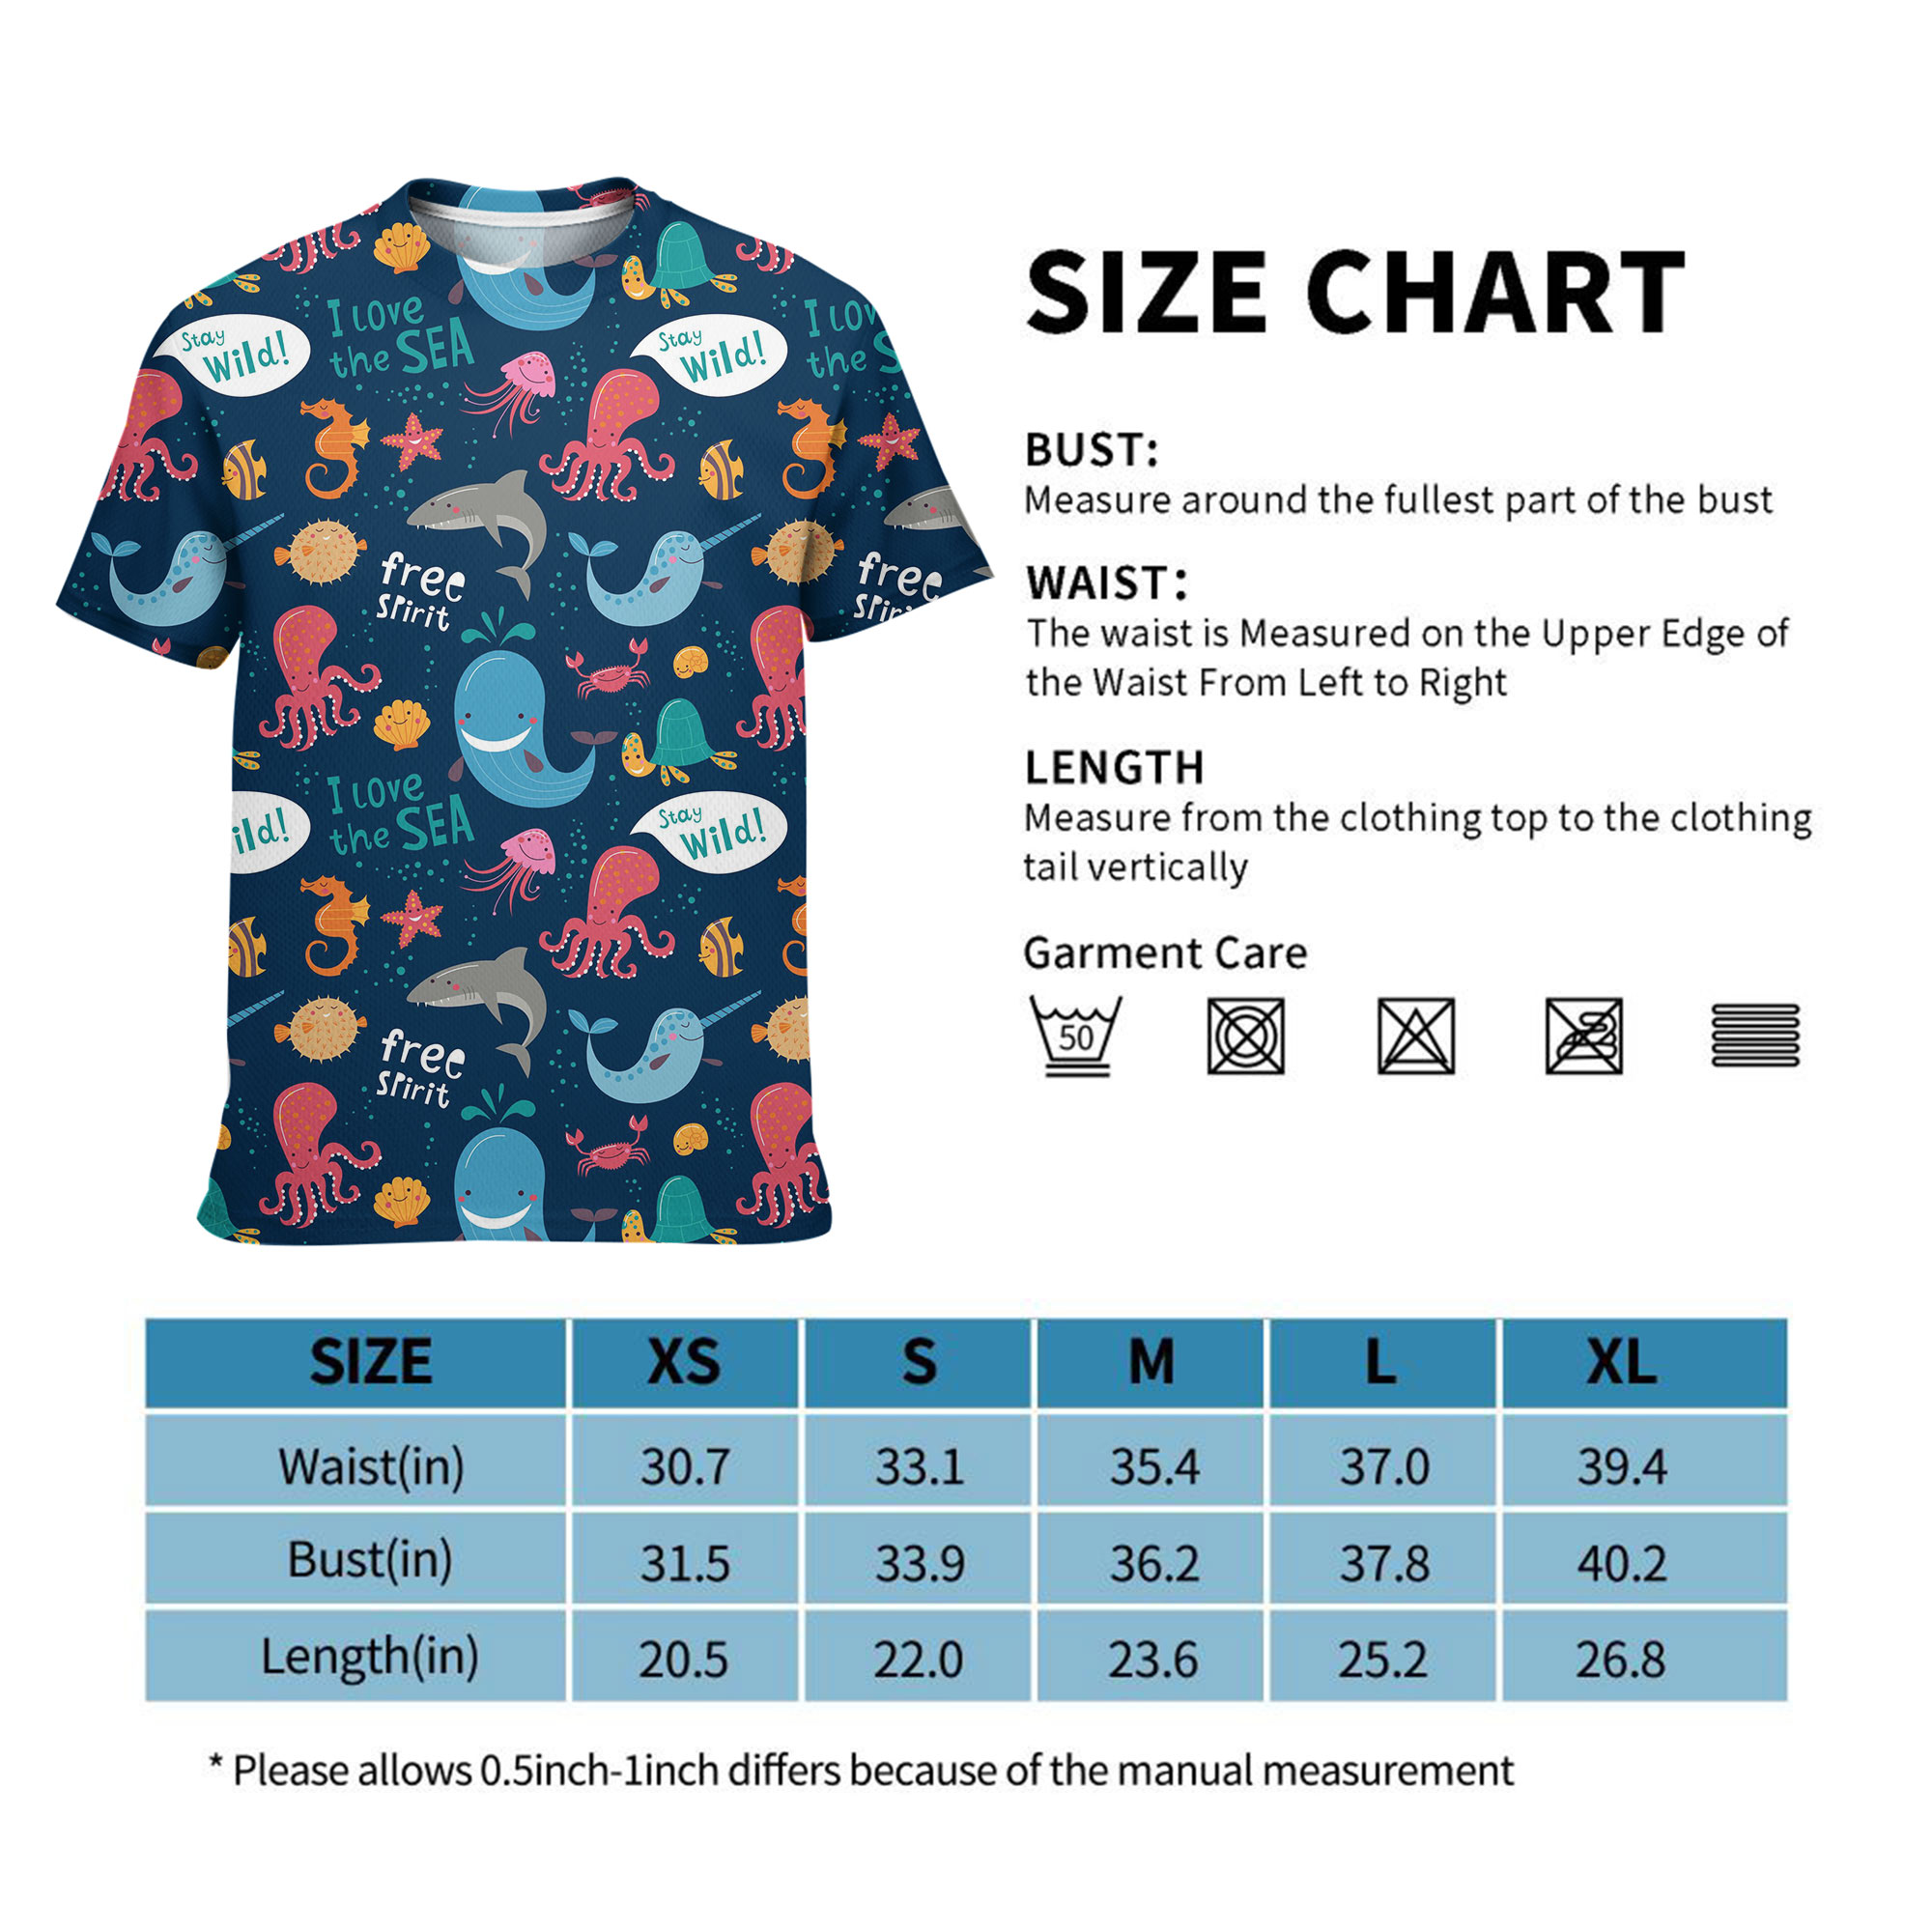 I love
the SEA
Stay
Wild!
Stay
Wild!
I lov
the S
free
spirit
free
I love
the SEA
ild!
Stay
Wild!
free
spirit
SIZE CHART
BUST:
Measure around the fullest part of the bust
WAIST:
The waist is Measured on the Upper Edge of
the Waist From Left to Right
LENGTH
Measure from the clothing top to the clothing
tail vertically
Garment Care
50
SIZE XS S M L XL
Waist(in) 30.7 33.1 35.4 37.0 39.4
Bust(in) 31.5 33.9 36.2 37.8 40.2
Length(in) 20.5 22.0 23.6 25.2 26.8
* Please allows 0.5inch-1inch differs because of the manual measurement